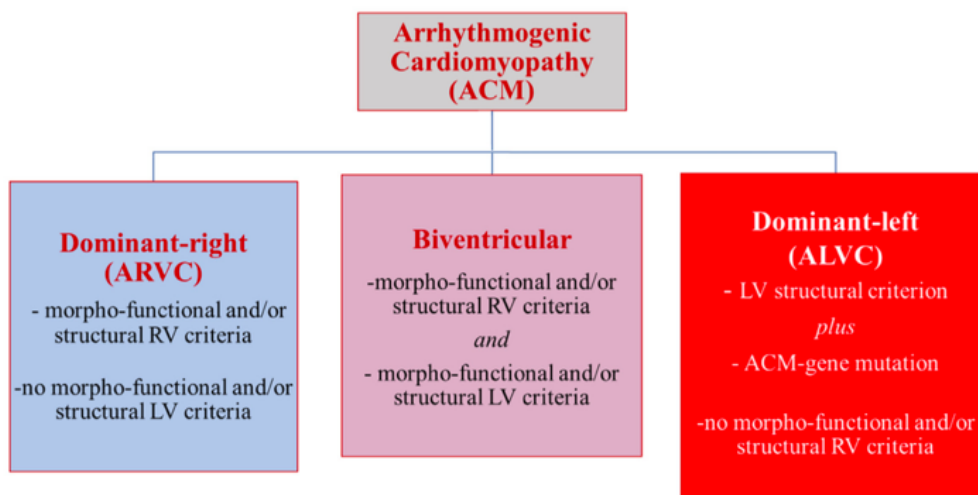 Arrhythmogenic
Cardiomyopathy
(ACM)
Dominant-right
(ARVC)
- morpho-functional and/or
structural RV criteria
-no morpho-functional and/or
structural LV criteria
Biventricular
-morpho-functional and/or
structural RV criteria
and
- morpho-functional and/or
structural LV criteria
Dominant-left
(ALVC)
- LV structural criterion
plus
- ACM-gene mutation
-no morpho-functional and/or
structural RV criteria